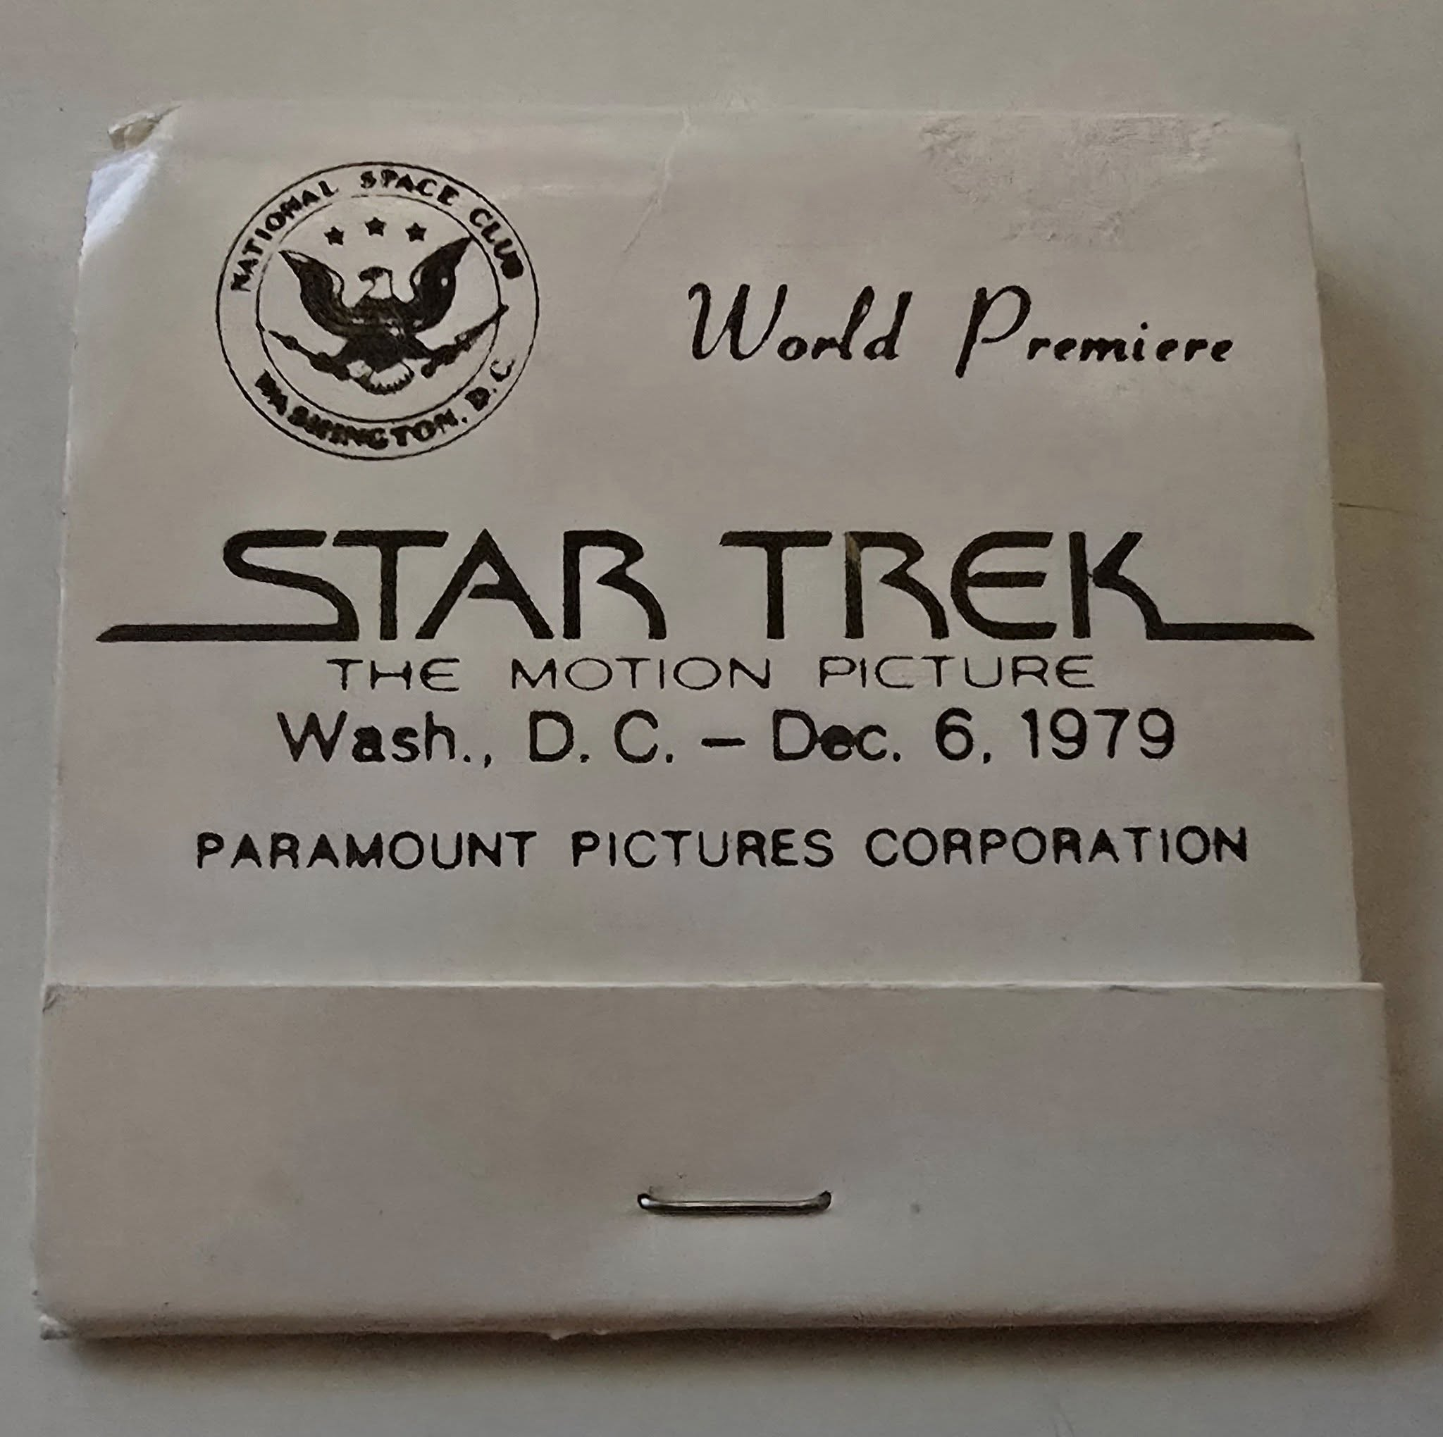 NATIONAL SPACE CLUB
WASHINGTON, D.C.
World Premiere
STAR TREK
THE MOTION PICTURE
Wash., D. C. – Dec. 6, 1979
PARAMOUNT PICTURES CORPORATION